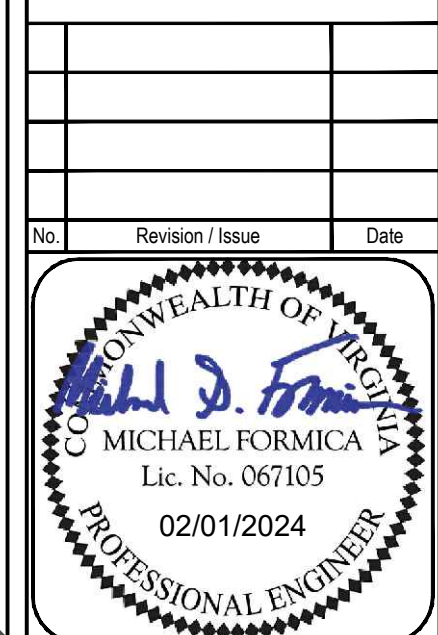 No. Revision / Issue Date
COMMONWEALTH OF VIRGINIA
Michael D. Formica
MICHAEL FORMICA
Lic. No. 067105
02/01/2024
PROFESSIONAL ENGINEER